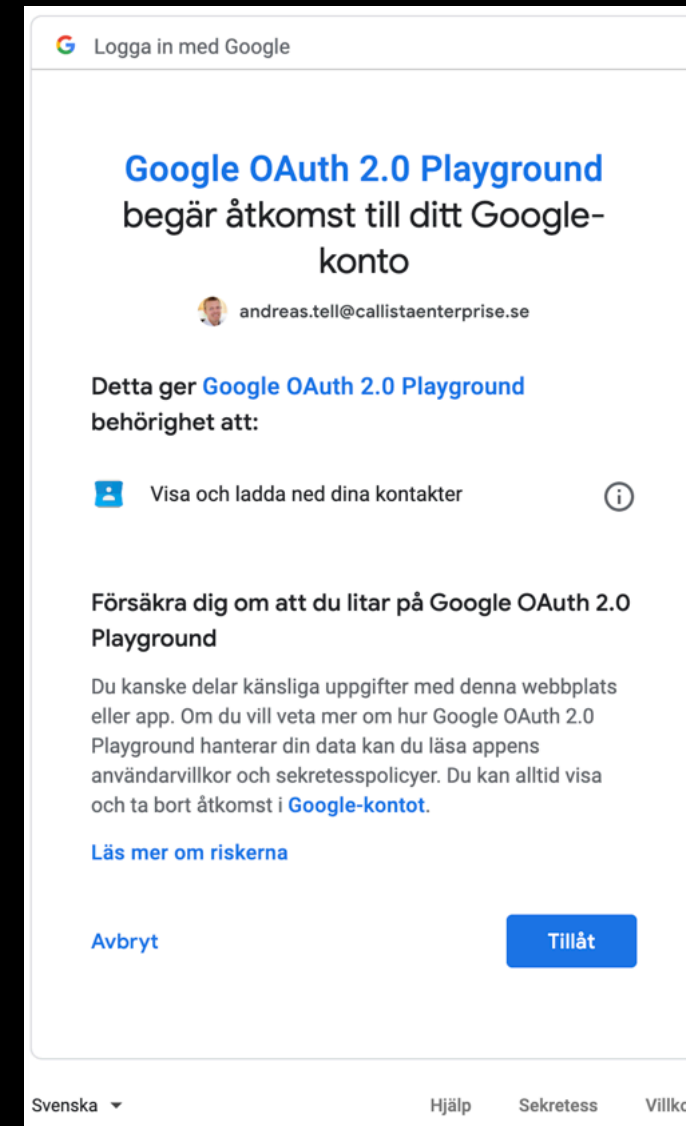 Logga in med Google
Google OAuth 2.0 Playground
begär åtkomst till ditt Google-
konto
andreas.tell@callistaenterprise.se
Detta ger Google OAuth 2.0 Playground
behörighet att:
Visa och ladda ned dina kontakter
Försäkra dig om att du litar på Google OAuth 2.0
Playground
Du kanske delar känsliga uppgifter med denna webbplats
eller app. Om du vill veta mer om hur Google OAuth 2.0
Playground hanterar din data kan du läsa appens
användarvillkor och sekretesspolicyer. Du kan alltid visa
och ta bort åtkomst i Google-kontot.
Läs mer om riskerna
Avbryt Tillåt
Svenska Hjälp Sekretess